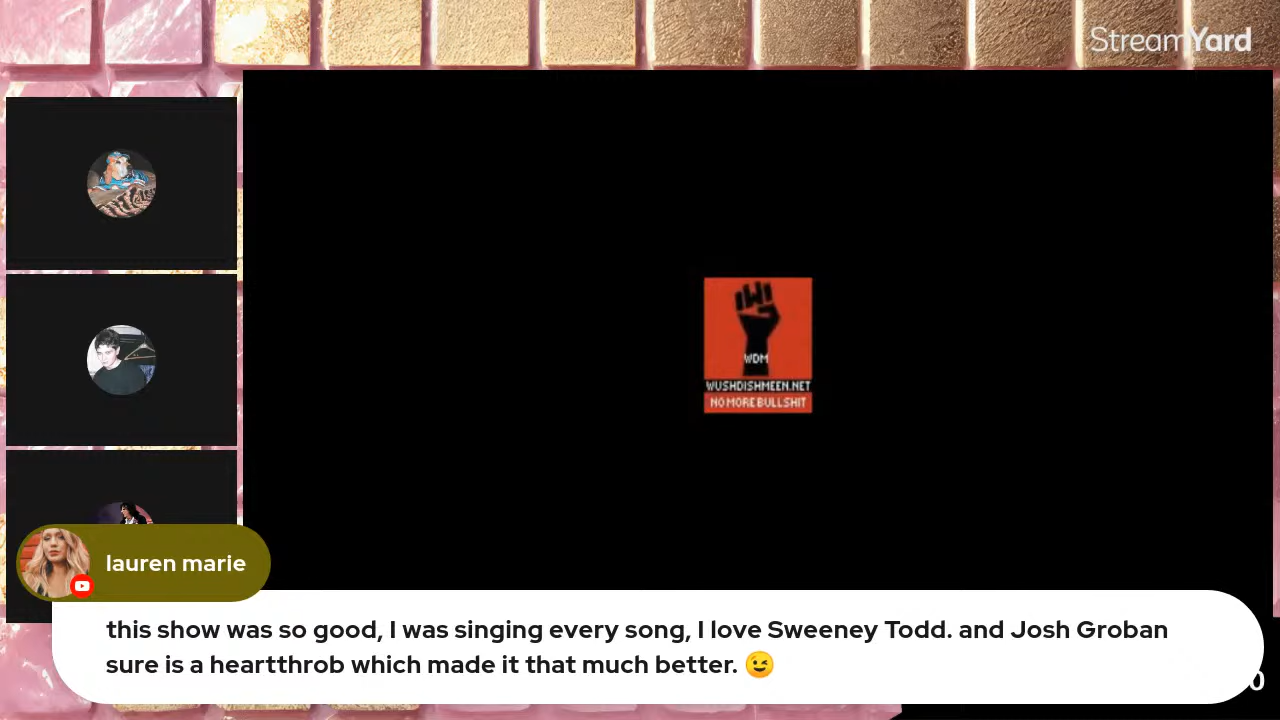 StreamYard
WDM
WUSHDISHMEEN.NET
NO MORE BULLSHIT
lauren marie
this show was so good, I was singing every song, I love Sweeney Todd. and Josh Groban
sure is a heartthrob which made it that much better. 😉
0